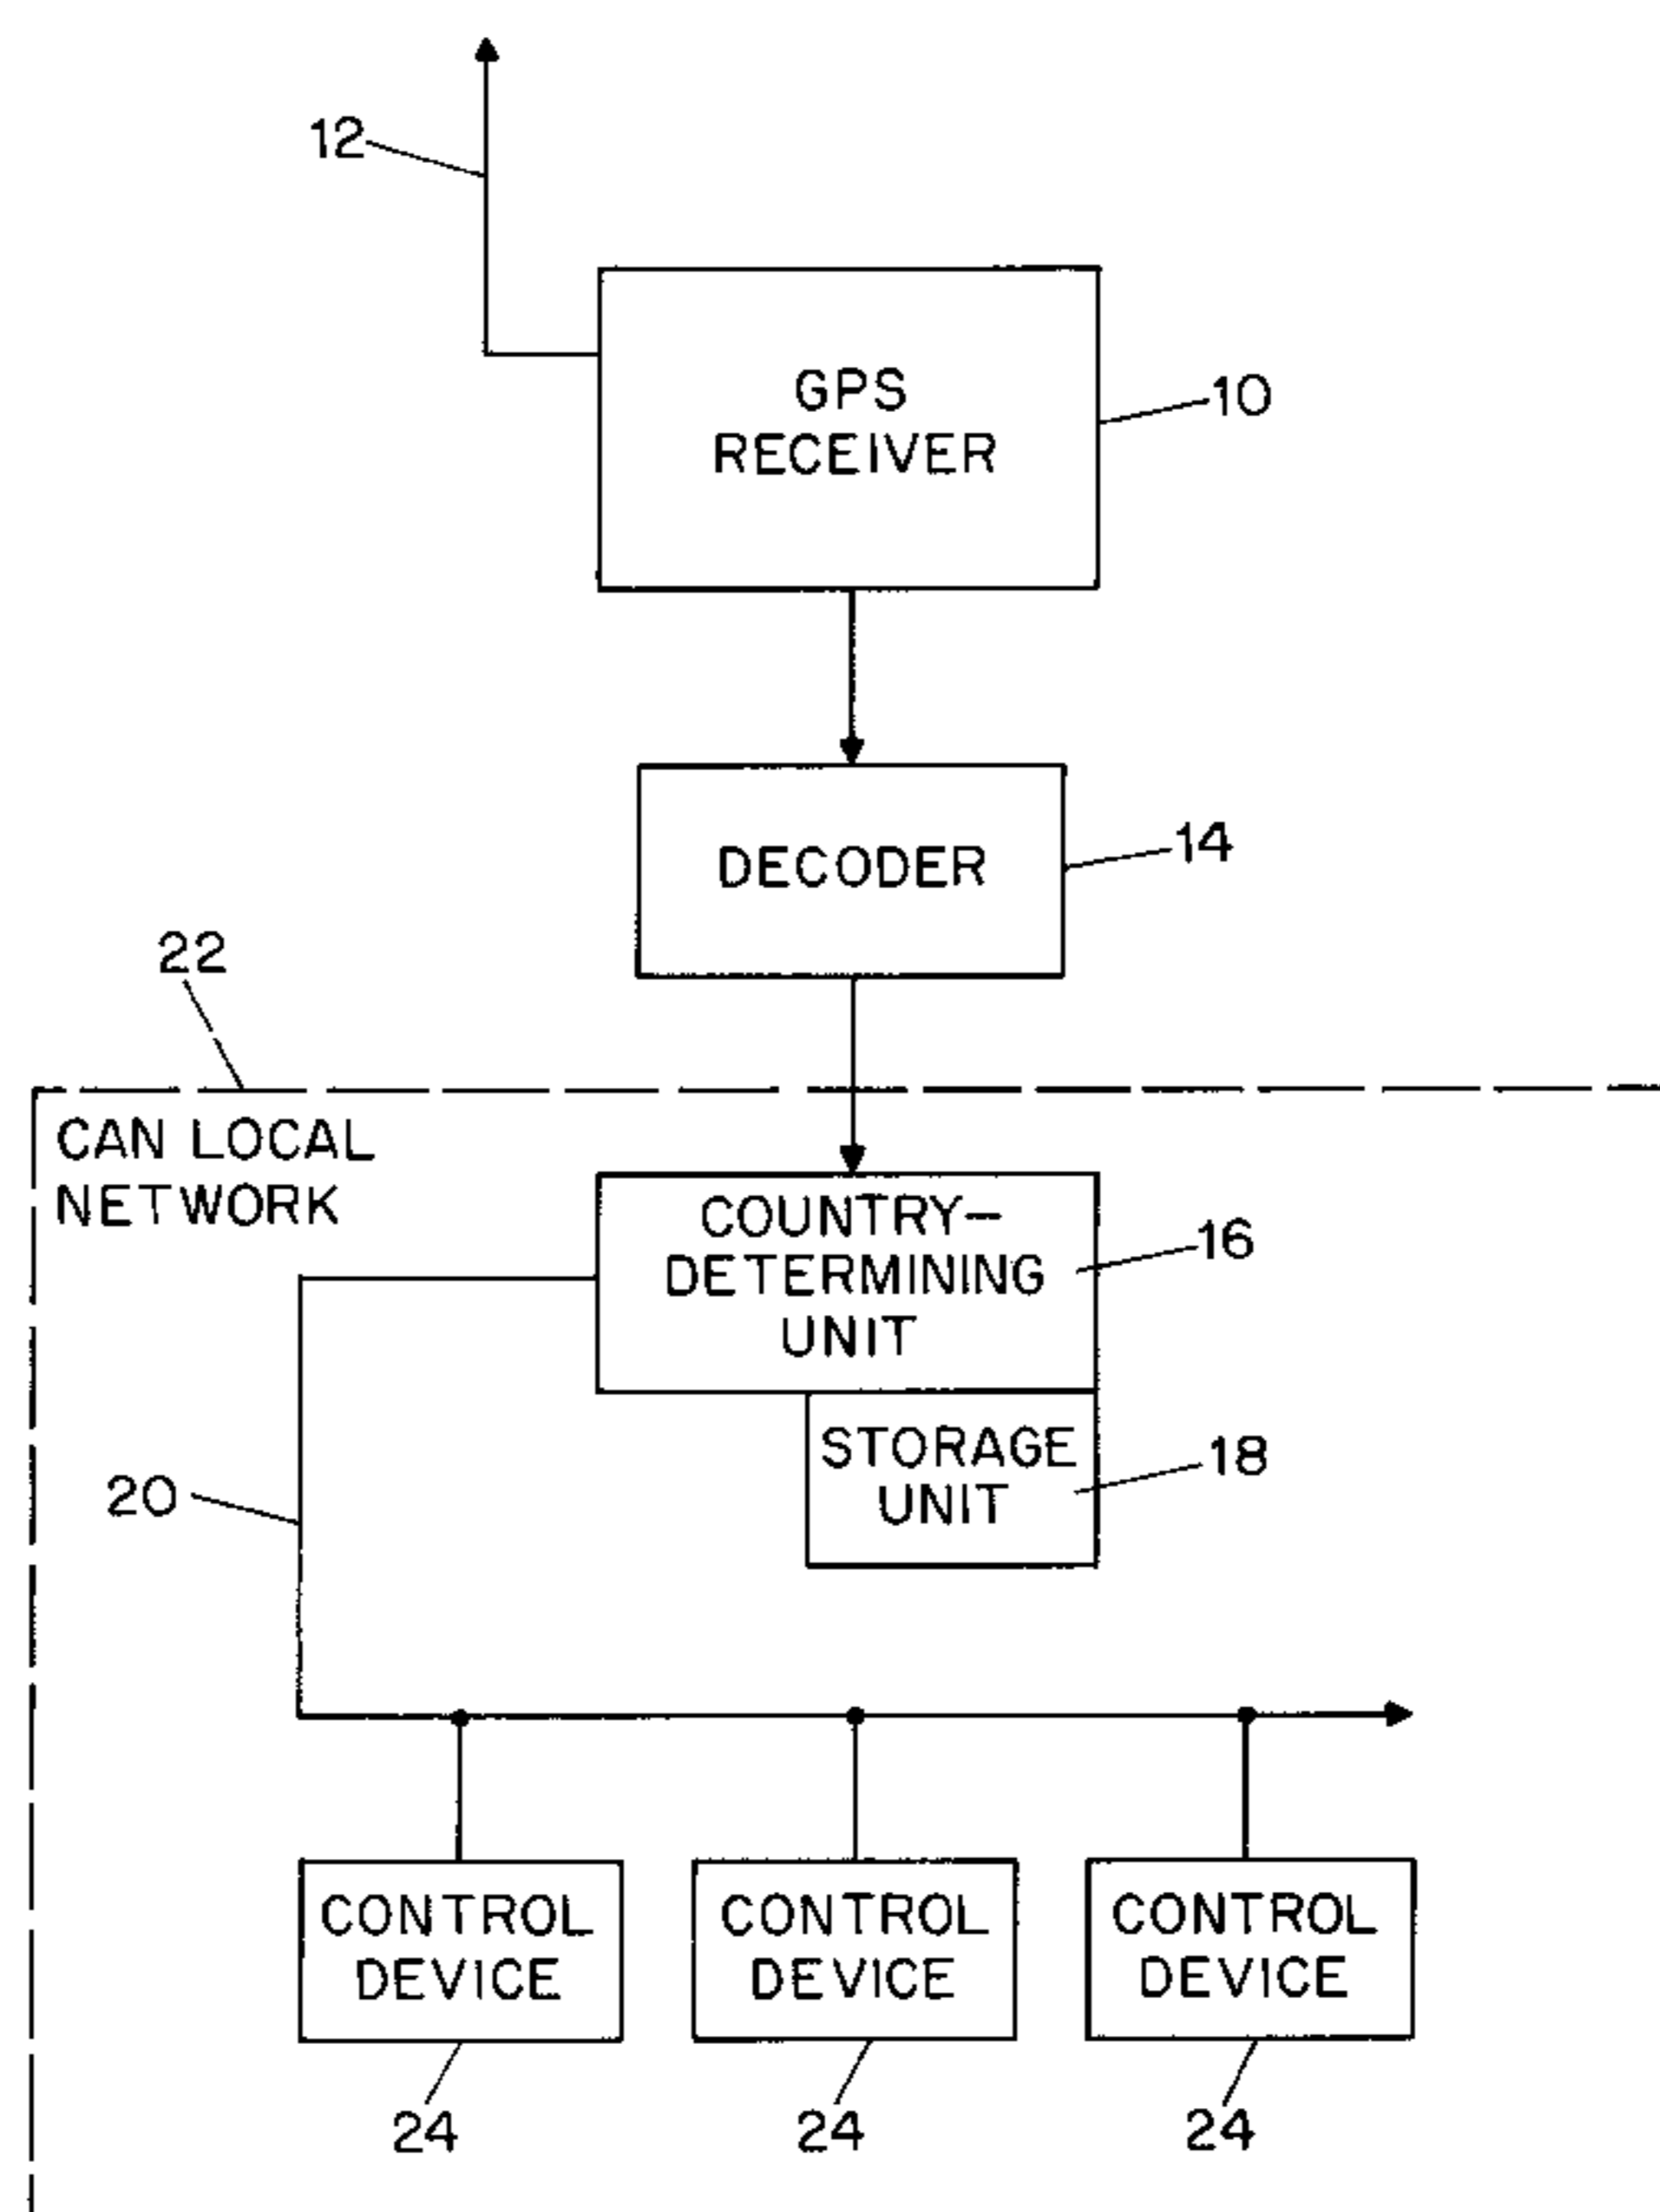 12
GPS
RECEIVER
10
DECODER
14
22
CAN LOCAL
NETWORK
COUNTRY-
DETERMINING
UNIT
16
STORAGE
UNIT
18
20
CONTROL
DEVICE
CONTROL
DEVICE
CONTROL
DEVICE
24
24
24